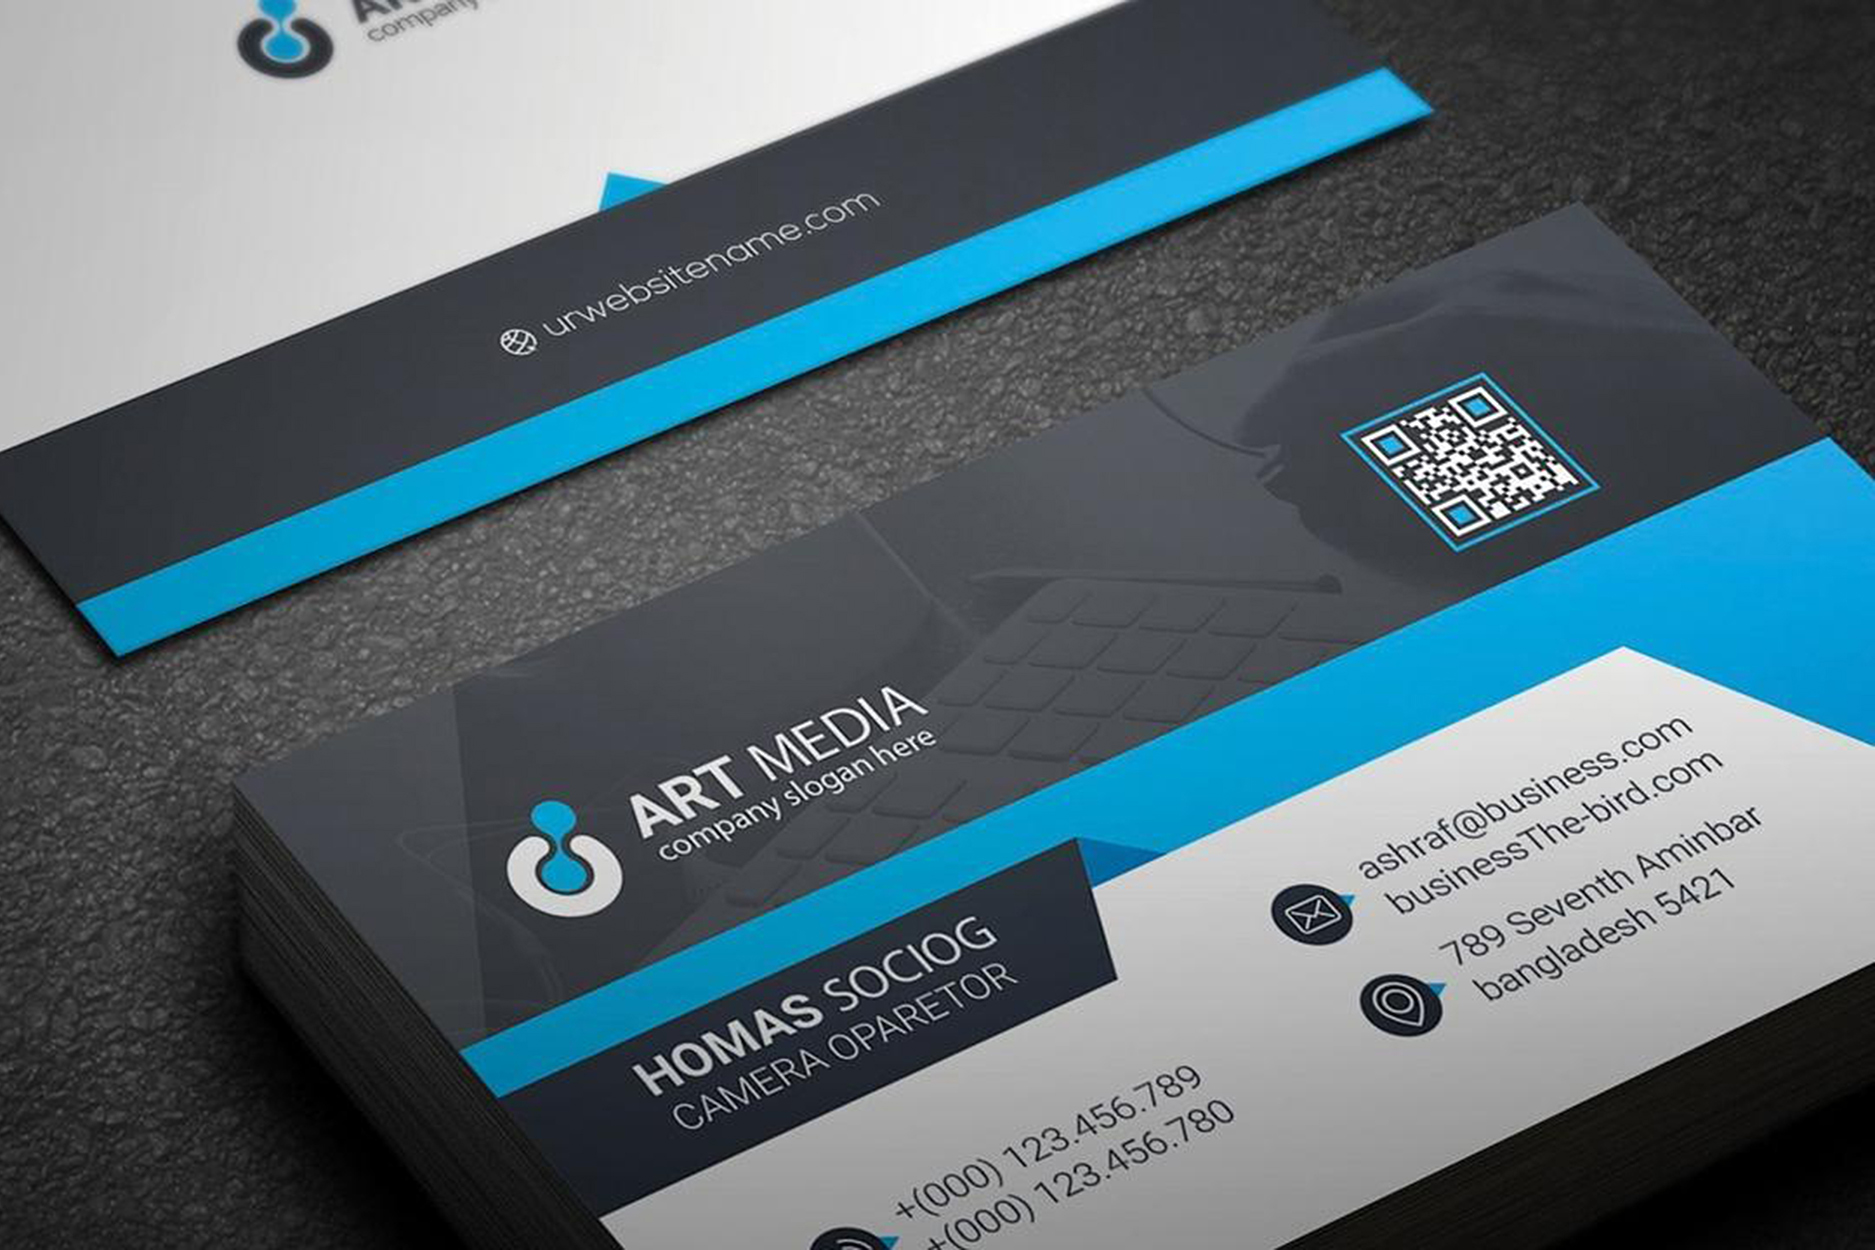 company
urwebsitename.com
ART MEDIA
company slogan here
HOMAS SOCIOG
CAMERA OPARETOR
ashraf@business.com
businessThe-bird.com
789 Seventh Aminbar
bangladesh 5421
+(000) 123.456.789
+(000) 123.456.780